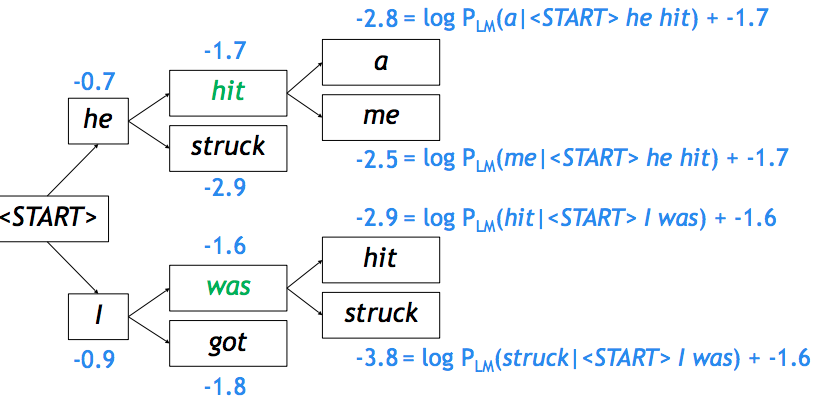 -2.8 = log PLM(a|<START> he hit) + -1.7
-1.7
a
-0.7
hit
he
me
struck
-2.5 = log PLM(me|<START> he hit) + -1.7
-2.9
<START>
-2.9 = log PLM(hit|<START> I was) + -1.6
-1.6
hit
was
I
struck
got
-0.9
-3.8 = log PLM(struck|<START> I was) + -1.6
-1.8